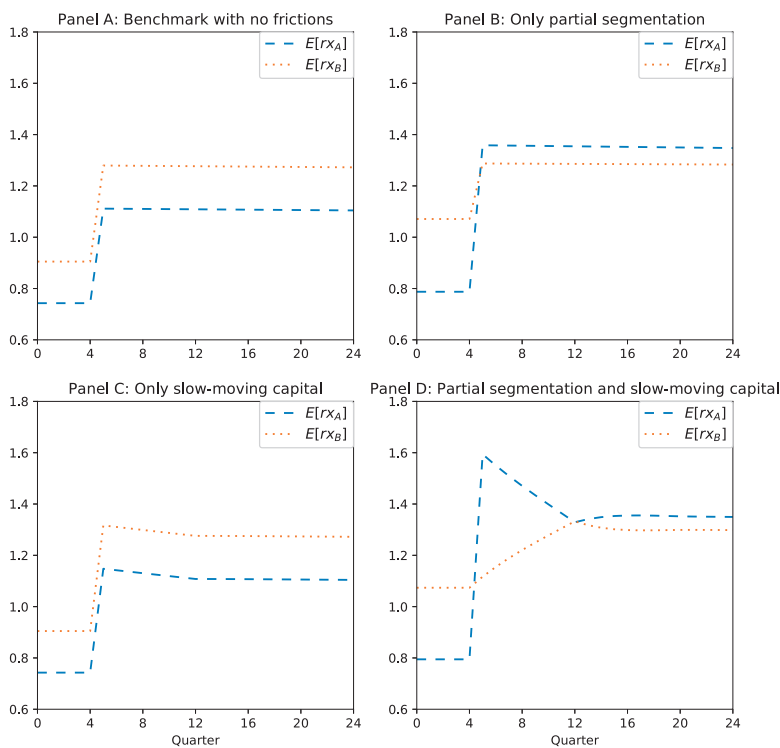 Panel A: Benchmark with no frictions
1.8
1.6
1.4
1.2
1.0
0.8
0.6
0 4 8 12 16 20 24
E[rx_A]
E[rx_B]
Panel B: Only partial segmentation
1.8
1.6
1.4
1.2
1.0
0.8
0.6
0 4 8 12 16 20 24
E[rx_A]
E[rx_B]
Panel C: Only slow-moving capital
1.8
1.6
1.4
1.2
1.0
0.8
0.6
0 4 8 12 16 20 24
Quarter
E[rx_A]
E[rx_B]
Panel D: Partial segmentation and slow-moving capital
1.8
1.6
1.4
1.2
1.0
0.8
0.6
0 4 8 12 16 20 24
Quarter
E[rx_A]
E[rx_B]